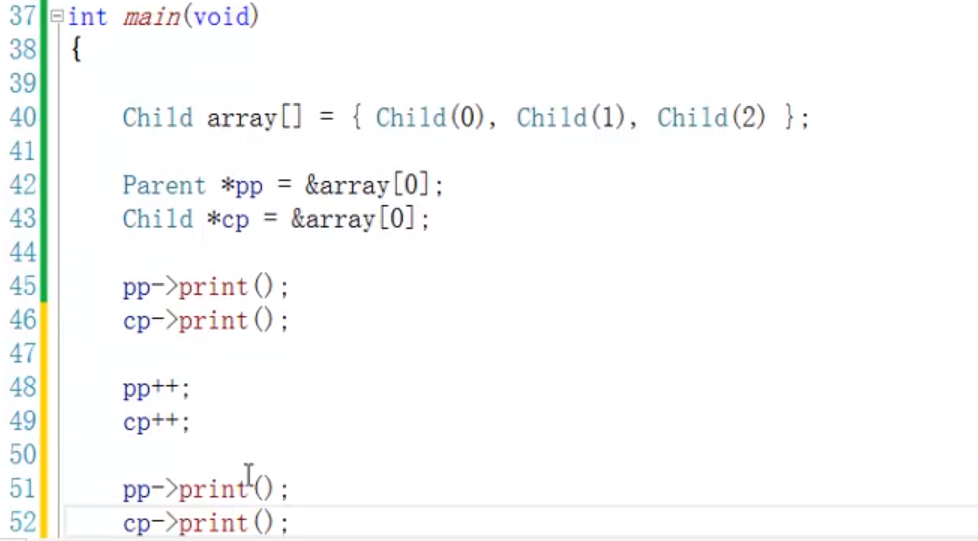 37 int main(void)
38 {
39
40 Child array[] = { Child(0), Child(1), Child(2) };
41
42 Parent *pp = &array[0];
43 Child *cp = &array[0];
44
45 pp->print();
46 cp->print();
47
48 pp++;
49 cp++;
50
51 pp->print();
52 cp->print();